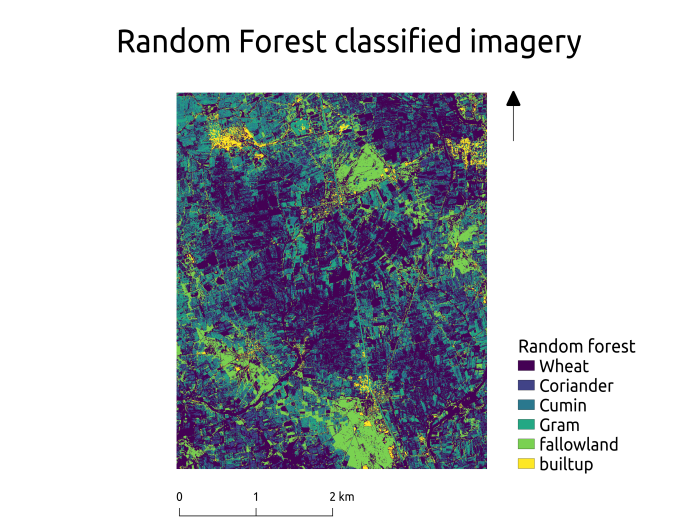 Random Forest classified imagery
Random forest
Wheat
Coriander
Cumin
Gram
fallowland
builtup
0 1 2 km